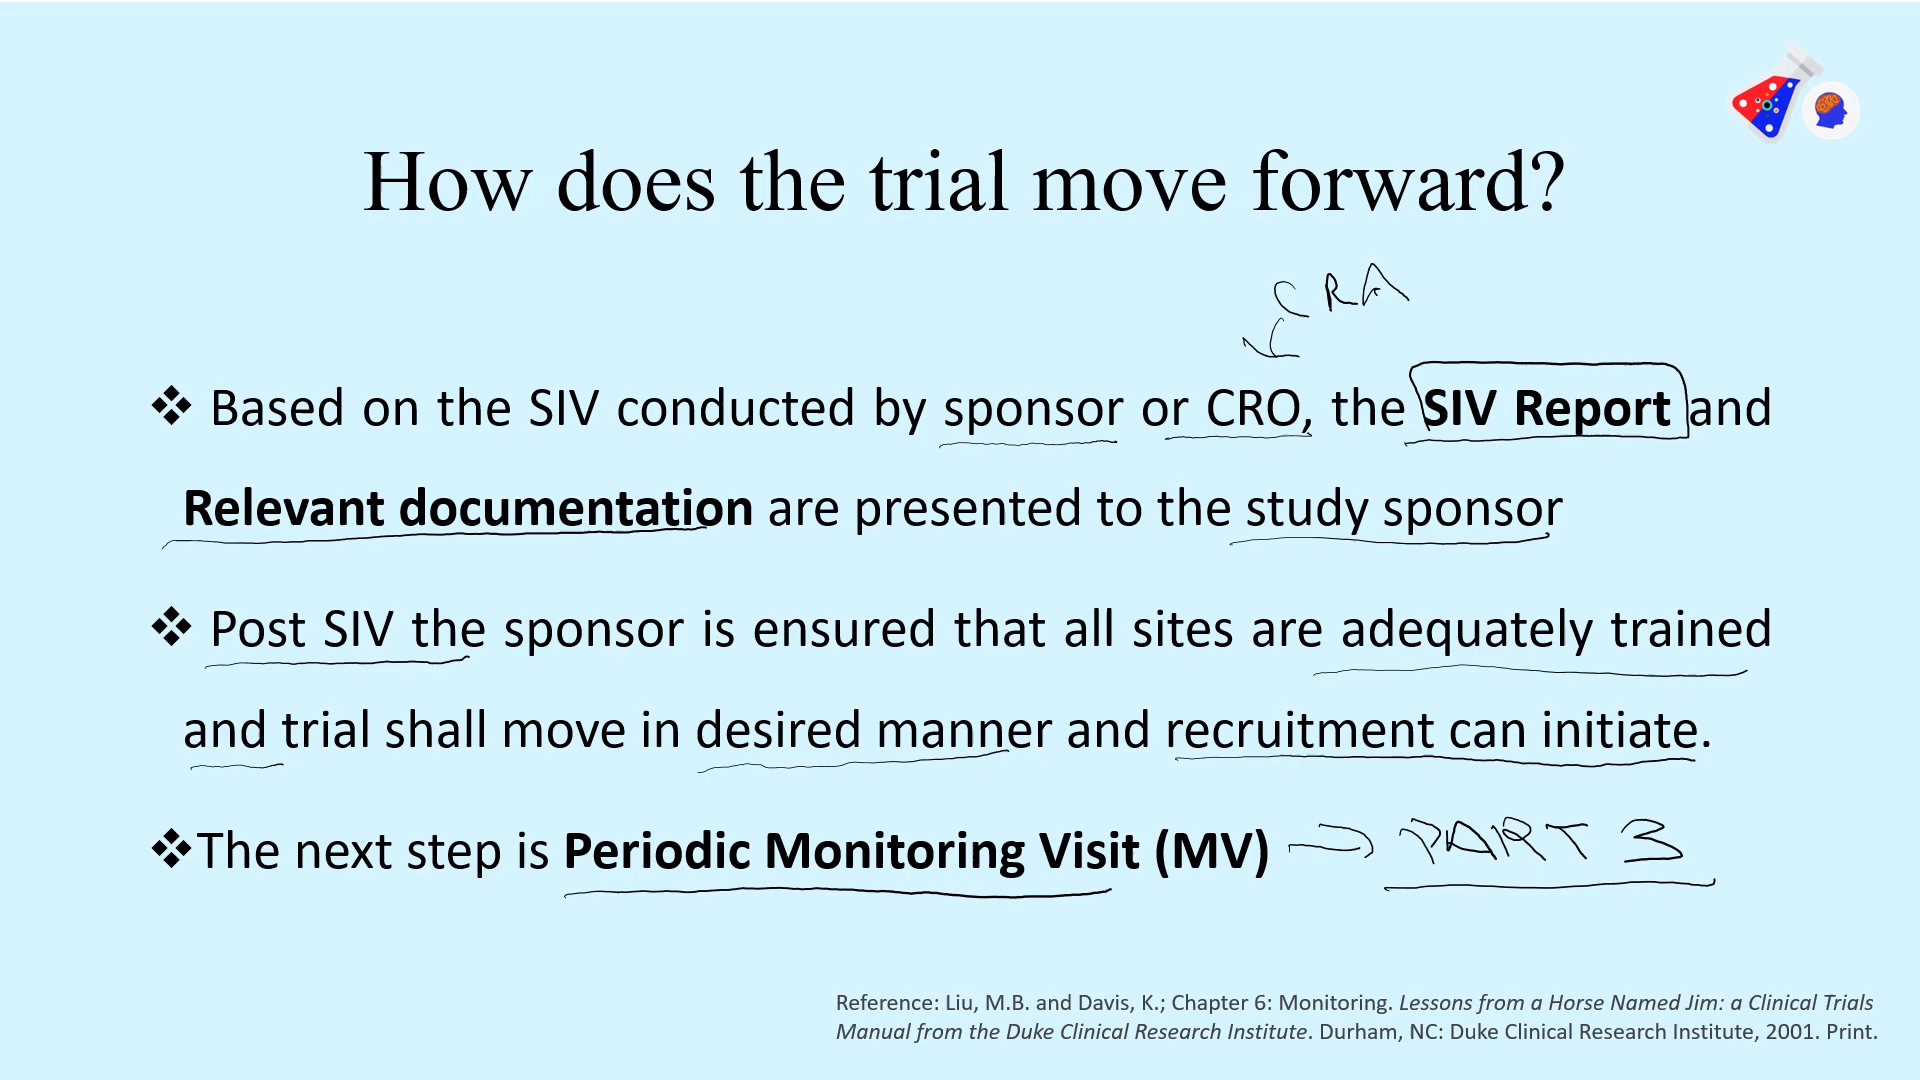 How does the trial move forward?
CRA
❖ Based on the SIV conducted by sponsor or CRO, the SIV Report and
Relevant documentation are presented to the study sponsor
❖ Post SIV the sponsor is ensured that all sites are adequately trained
and trial shall move in desired manner and recruitment can initiate.
❖The next step is Periodic Monitoring Visit (MV) → PART 3
Reference: Liu, M.B. and Davis, K.; Chapter 6: Monitoring. Lessons from a Horse Named Jim: a Clinical Trials
Manual from the Duke Clinical Research Institute. Durham, NC: Duke Clinical Research Institute, 2001. Print.